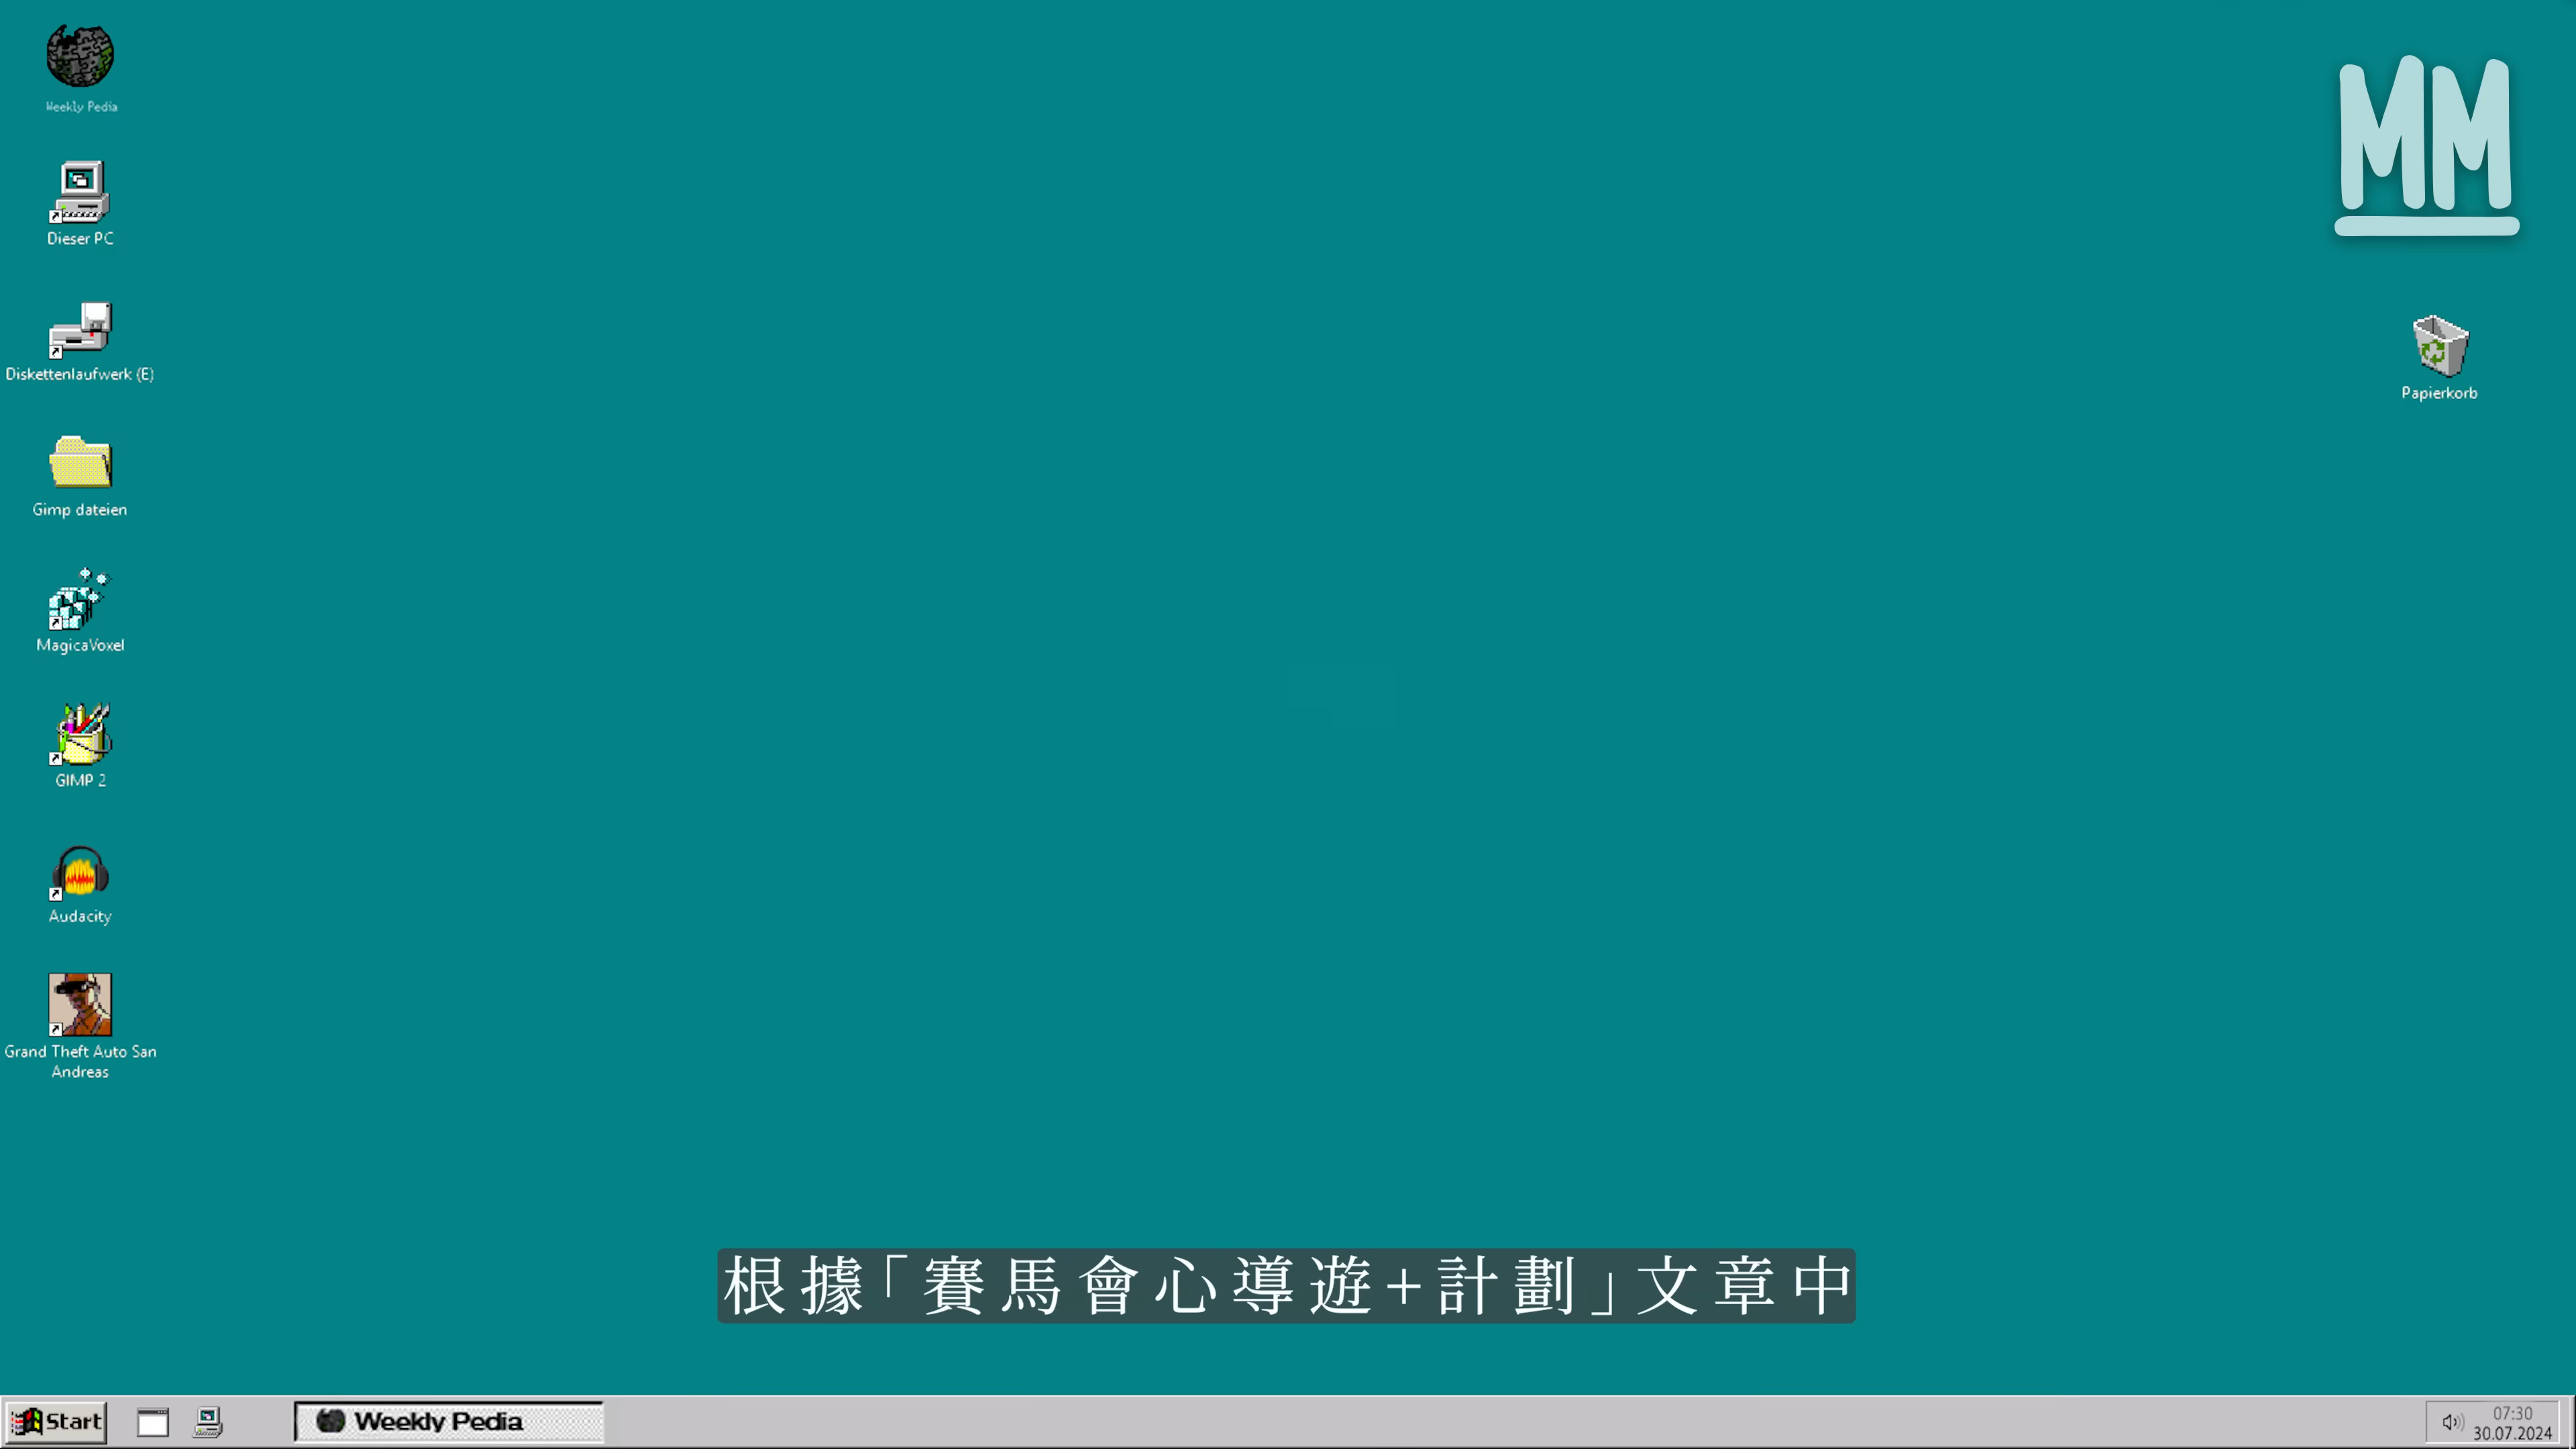 Weekly Pedia
MM
Dieser PC
Diskettenlaufwerk (E)
Papierkorb
Gimp dateien
MagicaVoxel
GIMP 2
Audacity
Grand Theft Auto San
Andreas
根據「賽馬會心導遊+計劃」文章中
Start
Weekly Pedia
07:30
30.07.2024